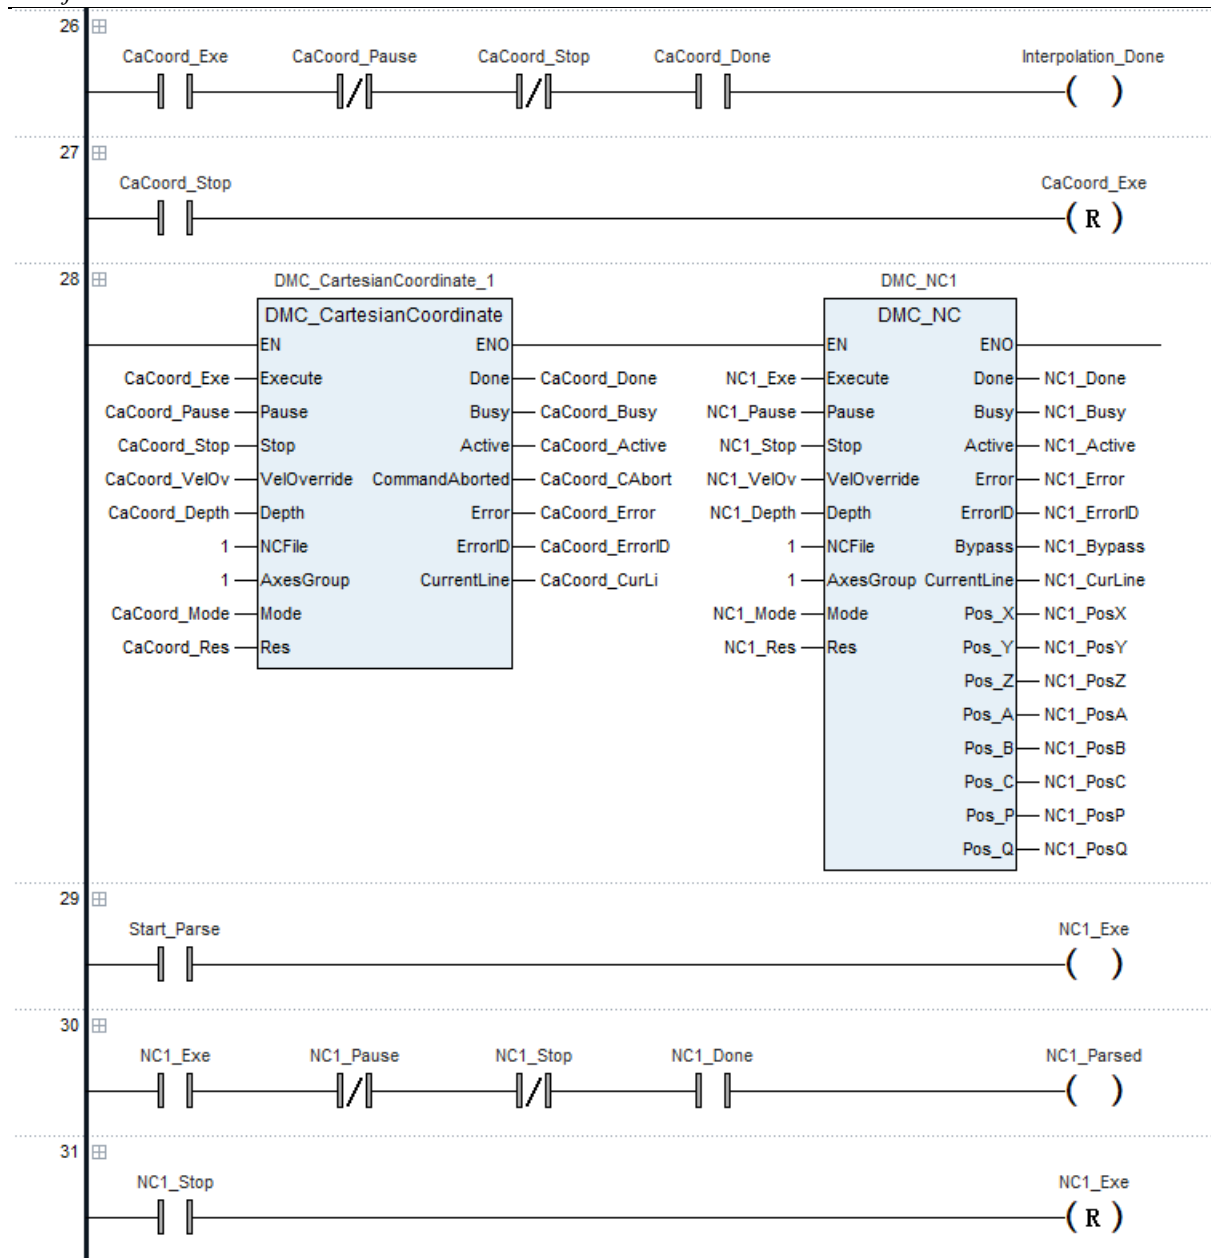 26
CaCoord_Exe CaCoord_Pause CaCoord_Stop CaCoord_Done Interpolation_Done
27
CaCoord_Stop CaCoord_Exe
R
28
DMC_CartesianCoordinate_1 DMC_NC1
DMC_CartesianCoordinate DMC_NC
EN ENO EN ENO
CaCoord_Exe Execute Done CaCoord_Done NC1_Exe Execute Done NC1_Done
CaCoord_Pause Pause Busy CaCoord_Busy NC1_Pause Pause Busy NC1_Busy
CaCoord_Stop Stop Active CaCoord_Active NC1_Stop Stop Active NC1_Active
CaCoord_VelOv VelOverride CommandAborted CaCoord_CAbort NC1_VelOv VelOverride Error NC1_Error
CaCoord_Depth Depth Error CaCoord_Error NC1_Depth Depth ErrorID NC1_ErrorID
1 NCFile ErrorID CaCoord_ErrorID 1 NCFile Bypass NC1_Bypass
1 AxesGroup CurrentLine CaCoord_CurLi 1 AxesGroup CurrentLine NC1_CurLine
CaCoord_Mode Mode NC1_Mode Mode Pos_X NC1_PosX
CaCoord_Res Res NC1_Res Res Pos_Y NC1_PosY
Pos_Z NC1_PosZ
Pos_A NC1_PosA
Pos_B NC1_PosB
Pos_C NC1_PosC
Pos_P NC1_PosP
Pos_Q NC1_PosQ
29
Start_Parse NC1_Exe
30
NC1_Exe NC1_Pause NC1_Stop NC1_Done NC1_Parsed
31
NC1_Stop NC1_Exe
R